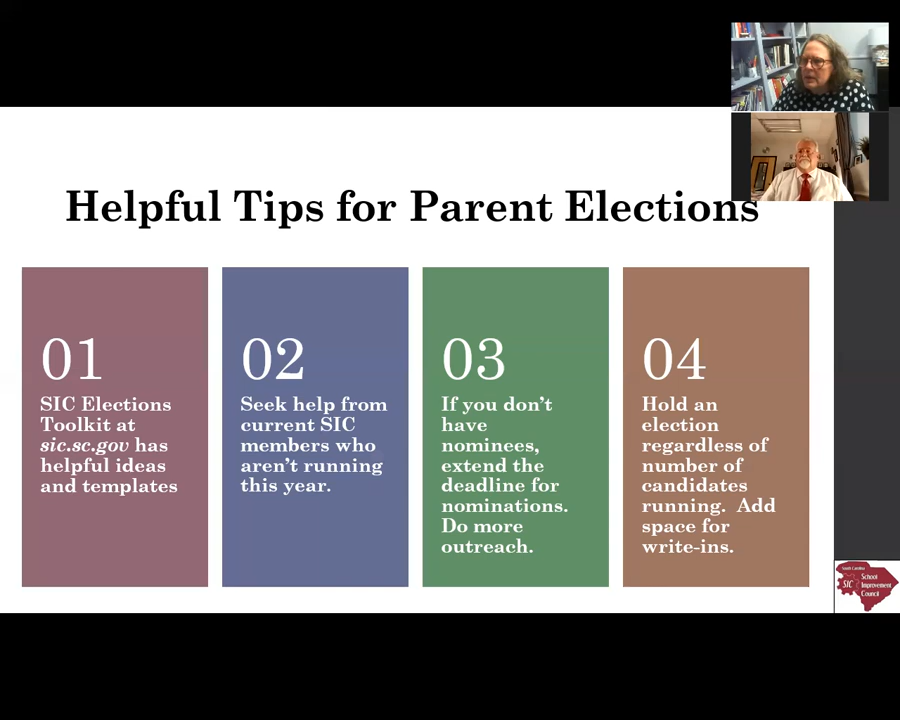 Helpful Tips for Parent Elections
01
SIC Elections
Toolkit at
sic.sc.gov has
helpful ideas
and templates
02
Seek help from
current SIC
members who
aren't running
this year.
03
If you don't
have
nominees,
extend the
deadline for
nominations.
Do more
outreach.
04
Hold an
election
regardless of
number of
candidates
running.  Add
space for
write-ins.
South Carolina
SIC
School
Improvement
Council